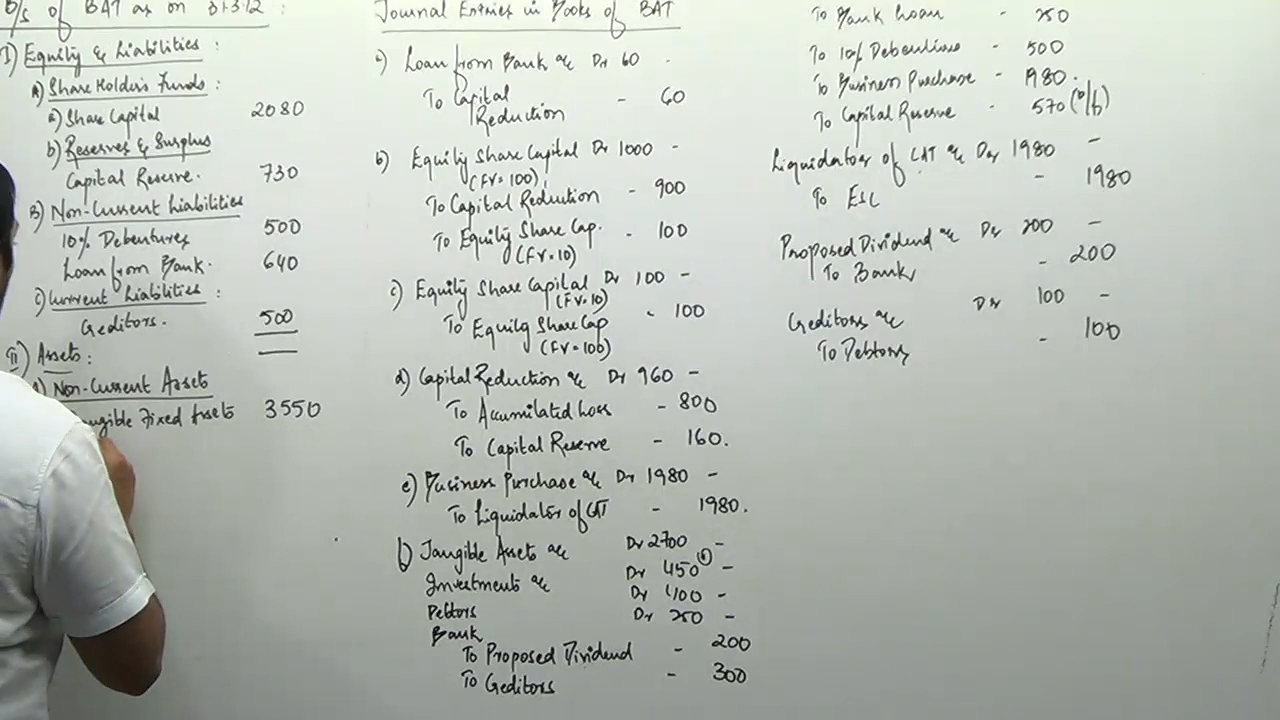 B/S of BAT as on 31.3.12 :
I) Equity & Liabilities :
A) Share Holders Funds :
a) Share Capital 2080
b) Reserves & Surplus
Capital Reserve. 730
B) Non-Current Liabilities
10% Debentures 500
Loan from Bank. 640
C) Current Liabilities :
Creditors. 500
II) Assets :
Non-Current Assets
Tangible Fixed Assets 3550
Journal Entries in Books of BAT
a) Loan from Bank a/c Dr 60 -
To Capital Reduction - 60
b) Equity Share Capital Dr 1000 -
(FV=100)
To Capital Reduction - 900
To Equity Share Cap. - 100
(FV=10)
c) Equity Share Capital Dr 100 -
(FV=10)
To Equity Share Cap - 100
(FV=100)
d) Capital Reduction a/c Dr 960 -
To Accumilated Loss - 800
To Capital Reserve - 160.
e) Business Purchase a/c Dr 1980 -
To Liquidator of CAT - 1980.
f) Tangible Assets a/c Dr 2700 -
Investments a/c Dr 450 -
Debtors Dr 400 -
Bank Dr 250 -
To Proposed Dividend - 200
To Creditors - 300
To Bank Loan - 250
To 10% Debentures - 500
To Business Purchase - 1980.
To Capital Reserve - 570 (b/f)
Liquidator of CAT a/c Dr 1980 -
To ESC - 1980
Proposed Dividend a/c Dr 200 -
To Bank - 200
Creditors a/c Dr 100 -
To Debtors - 100